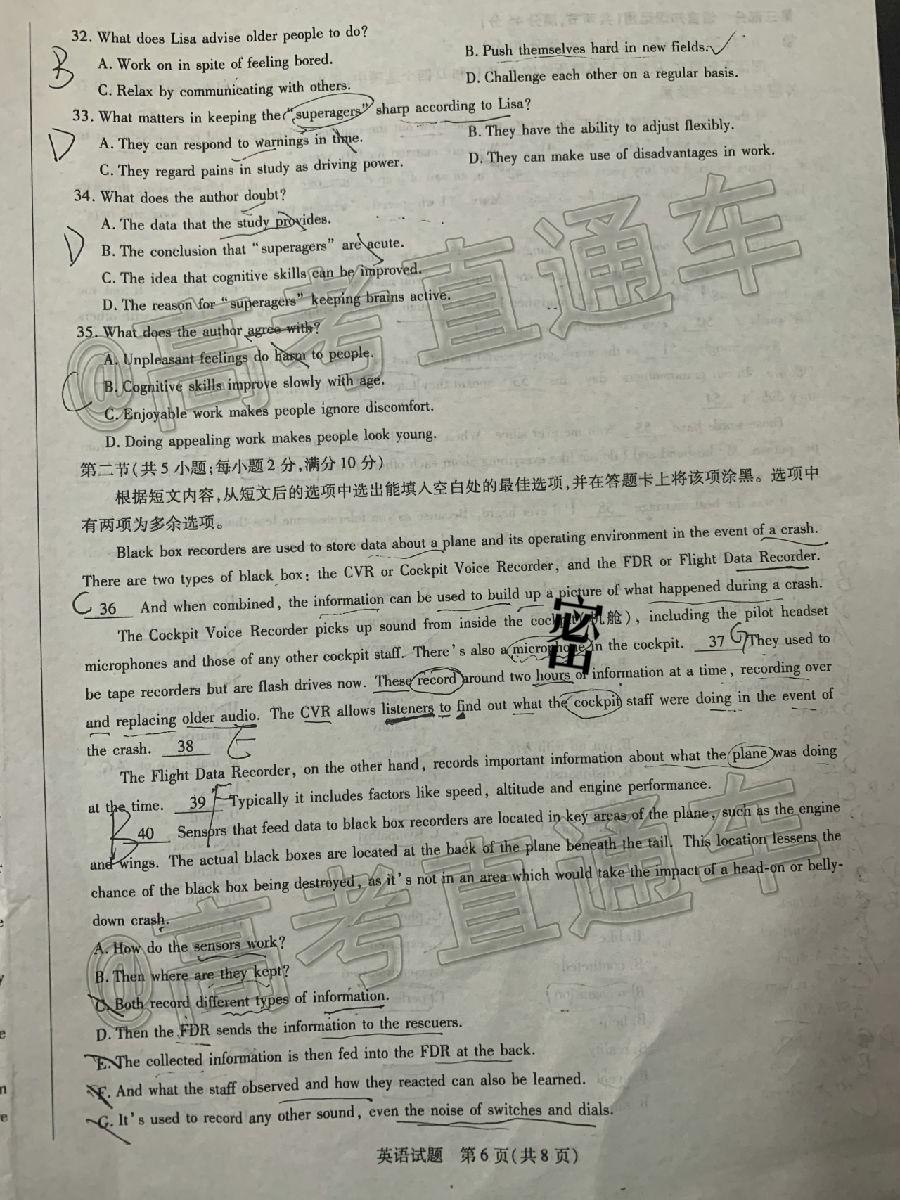 32. What does Lisa advise older people to do?
A. Work on in spite of feeling bored. B. Push themselves hard in new fields.
B
C. Relax by communicating with others. D. Challenge each other on a regular basis.
33. What matters in keeping the "superagers" sharp according to Lisa?
D
A. They can respond to warnings in time. B. They have the ability to adjust flexibly.
C. They regard pains in study as driving power. D. They can make use of disadvantages in work.
34. What does the author doubt?
A. The data that the study provides.
D
B. The conclusion that "superagers" are acute.
C. The idea that cognitive skills can be improved.
D. The reason for "superagers" keeping brains active.
35. What does the author agree with?
A. Unpleasant feelings do harm to people.
C
B. Cognitive skills improve slowly with age.
C. Enjoyable work makes people ignore discomfort.
D. Doing appealing work makes people look young.
第二节(共5小题;每小题2分,满分10分)
根据短文内容,从短文后的选项中选出能填入空白处的最佳选项,并在答题卡上将该项涂黑。选项中
有两项为多余选项。
Black box recorders are used to store data about a plane and its operating environment in the event of a crash.
There are two types of black box: the CVR or Cockpit Voice Recorder, and the FDR or Flight Data Recorder.
C 36 And when combined, the information can be used to build up a picture of what happened during a crash.
The Cockpit Voice Recorder picks up sound from inside the cockpit(机舱), including the pilot headset
microphones and those of any other cockpit staff. There's also a microphone in the cockpit. 37 G They used to
be tape recorders but are flash drives now. These record around two hours of information at a time, recording over
and replacing older audio. The CVR allows listeners to find out what the cockpit staff were doing in the event of
the crash. 38 E
The Flight Data Recorder, on the other hand, records important information about what the plane was doing
at the time. 39 F Typically it includes factors like speed, altitude and engine performance.
B 40 Sensors that feed data to black box recorders are located in key areas of the plane, such as the engine
and wings. The actual black boxes are located at the back of the plane beneath the tail. This location lessens the
chance of the black box being destroyed, as it's not in an area which would take the impact of a head-on or belly-
down crash.
A. How do the sensors work?
B. Then where are they kept?
C. Both record different types of information.
D. Then the FDR sends the information to the rescuers.
E. The collected information is then fed into the FDR at the back.
F. And what the staff observed and how they reacted can also be learned.
G. It's used to record any other sound, even the noise of switches and dials.
英语试题 第6页(共8页)
密
@高考直通车
@高考直通车